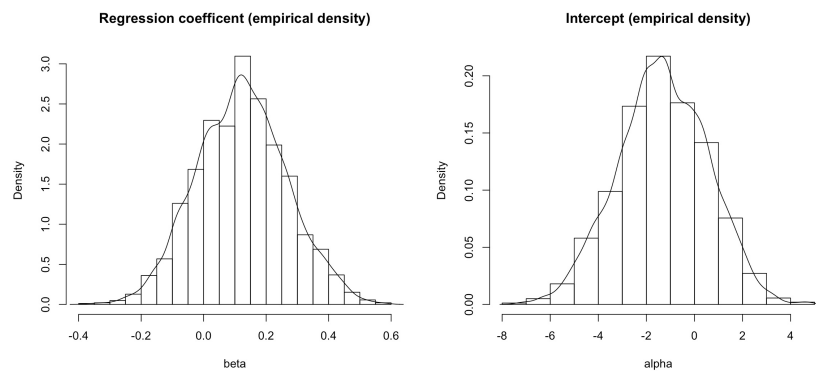 Regression coefficent (empirical density)
Density
3.0
2.5
2.0
1.5
1.0
0.5
0.0
-0.4 -0.2 0.0 0.2 0.4 0.6
beta
Intercept (empirical density)
Density
0.20
0.15
0.10
0.05
0.00
-8 -6 -4 -2 0 2 4
alpha